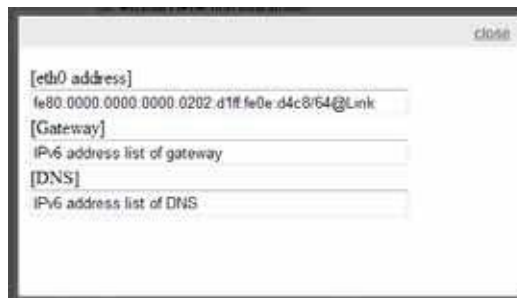 close
[eth0 address]
fe80:0000:0000:0000:0202:d1ff:fe0e:d4c8/64@Link
[Gateway]
IPv6 address list of gateway
[DNS]
IPv6 address list of DNS